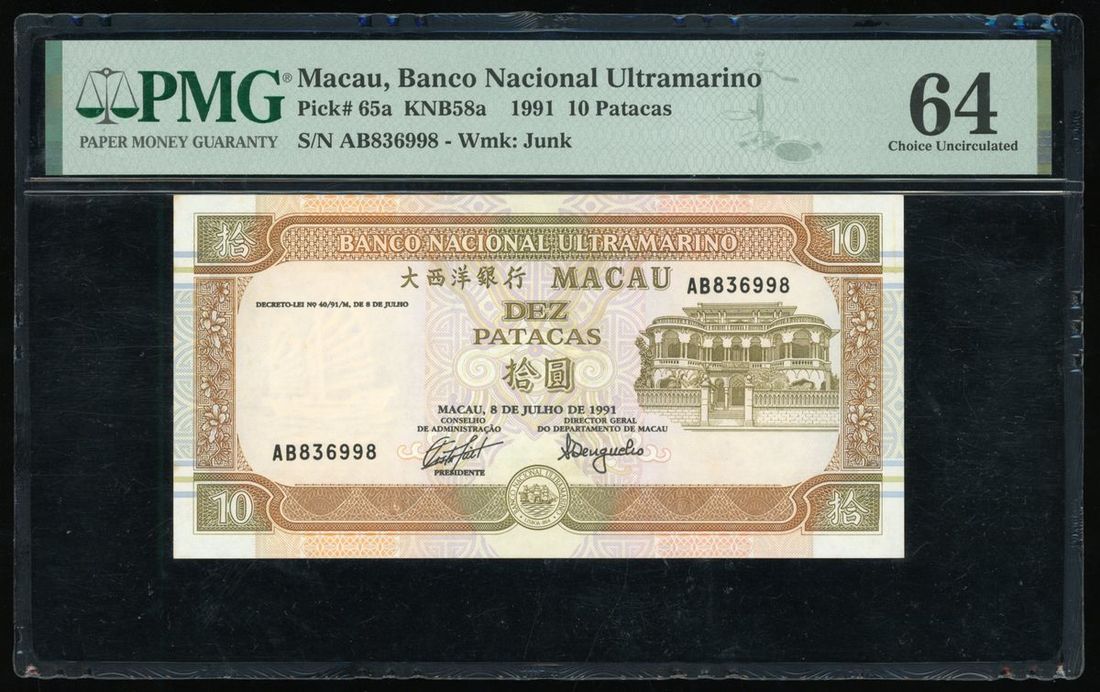 PMG®
PAPER MONEY GUARANTY
Macau, Banco Nacional Ultramarino
Pick# 65a KNB58a 1991 10 Patacas
S/N AB836998 - Wmk: Junk
64
Choice Uncirculated
拾
BANCO NACIONAL ULTRAMARINO
10
大西洋銀行 MACAU AB836998
DECRETO-LEI Nº 40/91/M, DE 8 DE JULHO
DEZ
PATACAS
拾圓
MACAU, 8 DE JULHO DE 1991
CONSELHO
DE ADMINISTRAÇÃO
DIRECTOR GERAL
DO DEPARTAMENTO DE MACAU
AB836998
PRESIDENTE
10
BANCO NACIONAL ULTRAMARINO
拾